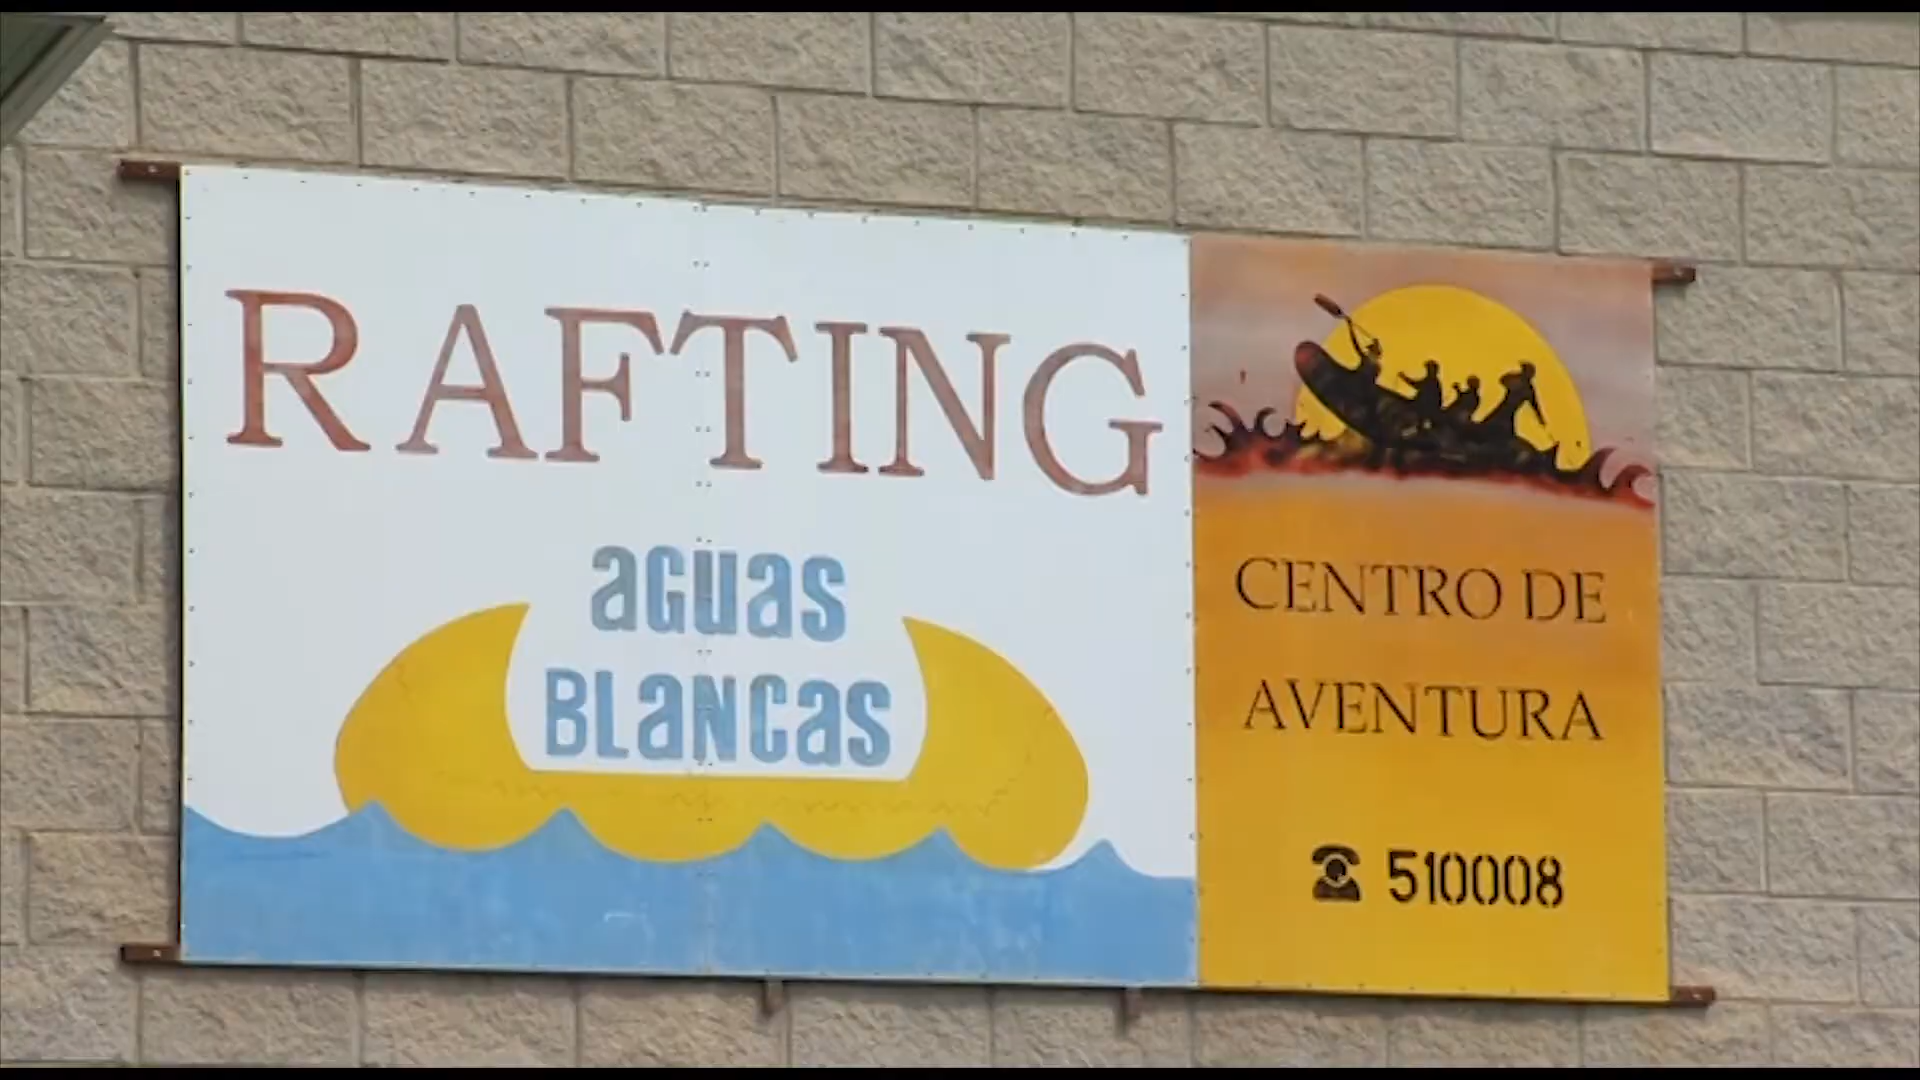 RAFTING
aguas
BLaNCas
CENTRO DE
AVENTURA
510008